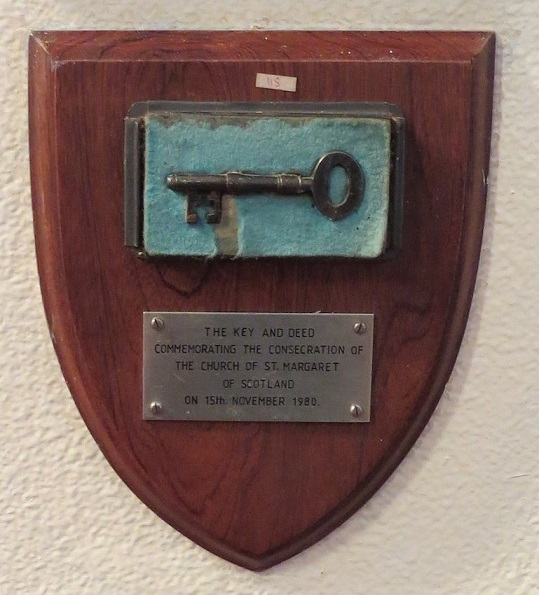 115
THE KEY AND DEED
COMMEMORATING THE CONSECRATION OF
THE CHURCH OF ST. MARGARET
OF SCOTLAND
ON 15th. NOVEMBER 1980.